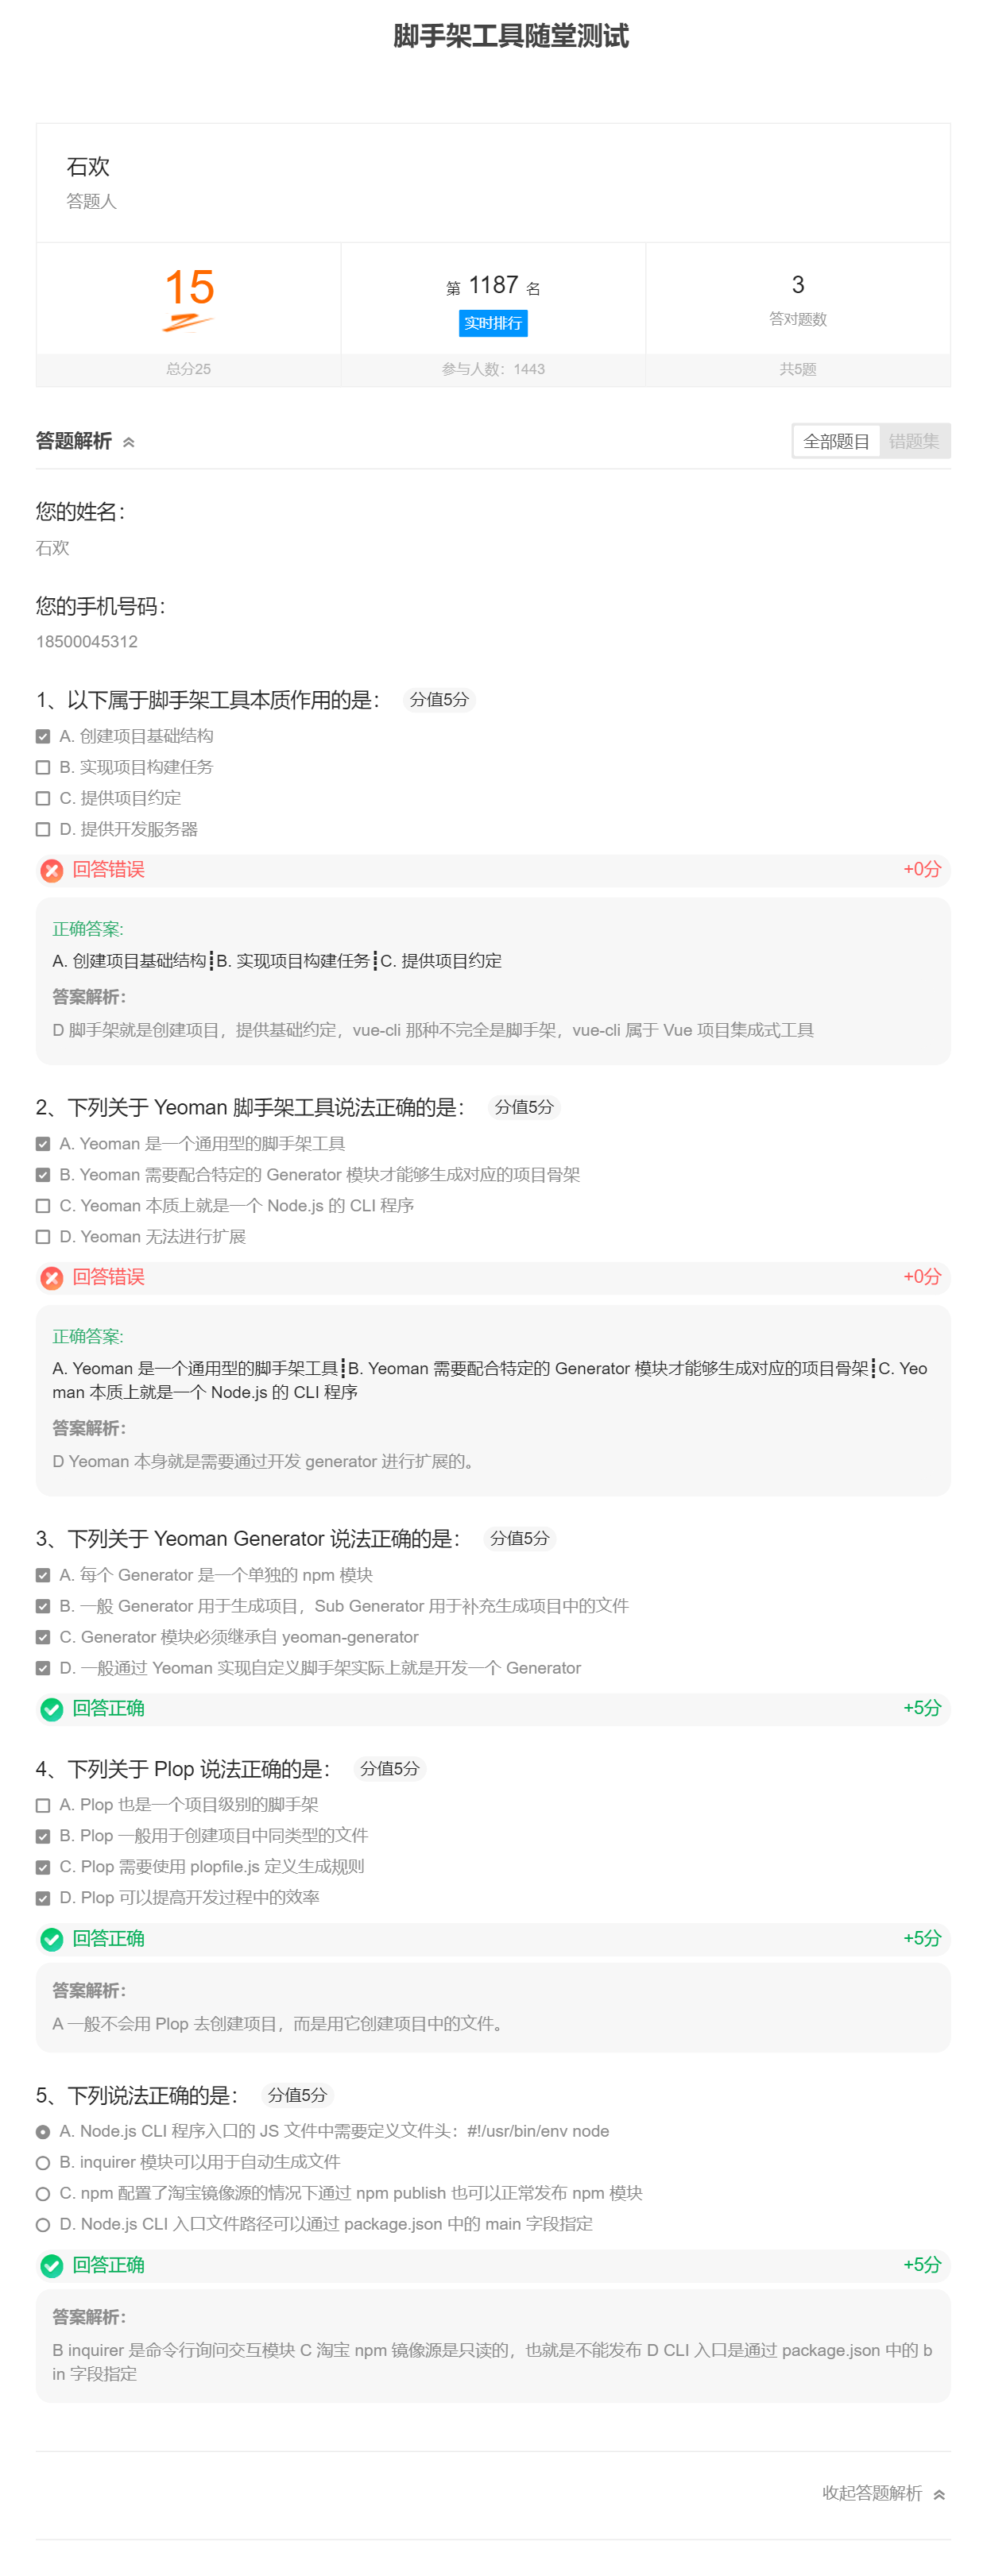 脚手架工具随堂测试
石欢
答题人
15
第 1187 名
3
实时排行
答对题数
总分25
参与人数：1443
共5题
答题解析
全部题目 错题集
您的姓名：
石欢
您的手机号码：
18500045312
1、以下属于脚手架工具本质作用的是： 分值5分
A. 创建项目基础结构
B. 实现项目构建任务
C. 提供项目约定
D. 提供开发服务器
回答错误 +0分
正确答案:
A. 创建项目基础结构┋B. 实现项目构建任务┋C. 提供项目约定
答案解析：
D 脚手架就是创建项目，提供基础约定，vue-cli 那种不完全是脚手架，vue-cli 属于 Vue 项目集成式工具
2、下列关于 Yeoman 脚手架工具说法正确的是： 分值5分
A. Yeoman 是一个通用型的脚手架工具
B. Yeoman 需要配合特定的 Generator 模块才能够生成对应的项目骨架
C. Yeoman 本质上就是一个 Node.js 的 CLI 程序
D. Yeoman 无法进行扩展
回答错误 +0分
正确答案:
A. Yeoman 是一个通用型的脚手架工具┋B. Yeoman 需要配合特定的 Generator 模块才能够生成对应的项目骨架┋C. Yeo
man 本质上就是一个 Node.js 的 CLI 程序
答案解析：
D Yeoman 本身就是需要通过开发 generator 进行扩展的。
3、下列关于 Yeoman Generator 说法正确的是： 分值5分
A. 每个 Generator 是一个单独的 npm 模块
B. 一般 Generator 用于生成项目，Sub Generator 用于补充生成项目中的文件
C. Generator 模块必须继承自 yeoman-generator
D. 一般通过 Yeoman 实现自定义脚手架实际上就是开发一个 Generator
回答正确 +5分
4、下列关于 Plop 说法正确的是： 分值5分
A. Plop 也是一个项目级别的脚手架
B. Plop 一般用于创建项目中同类型的文件
C. Plop 需要使用 plopfile.js 定义生成规则
D. Plop 可以提高开发过程中的效率
回答正确 +5分
答案解析：
A 一般不会用 Plop 去创建项目，而是用它创建项目中的文件。
5、下列说法正确的是： 分值5分
A. Node.js CLI 程序入口的 JS 文件中需要定义文件头：#!/usr/bin/env node
B. inquirer 模块可以用于自动生成文件
C. npm 配置了淘宝镜像源的情况下通过 npm publish 也可以正常发布 npm 模块
D. Node.js CLI 入口文件路径可以通过 package.json 中的 main 字段指定
回答正确 +5分
答案解析：
B inquirer 是命令行询问交互模块 C 淘宝 npm 镜像源是只读的，也就是不能发布 D CLI 入口是通过 package.json 中的 b
in 字段指定
收起答题解析